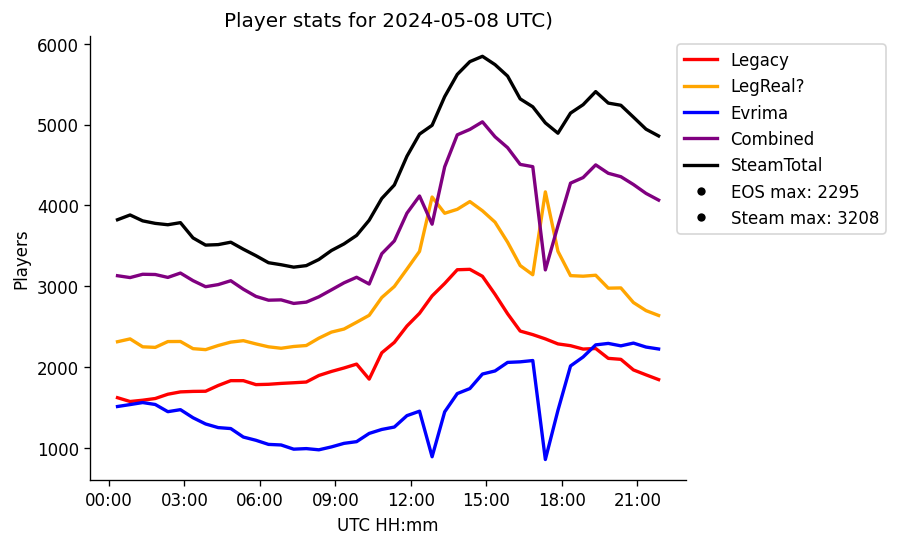 Player stats for 2024-05-08 UTC)
6000
5000
4000
3000
2000
1000
Players
00:00 03:00 06:00 09:00 12:00 15:00 18:00 21:00
UTC HH:mm
Legacy
LegReal?
Evrima
Combined
SteamTotal
EOS max: 2295
Steam max: 3208